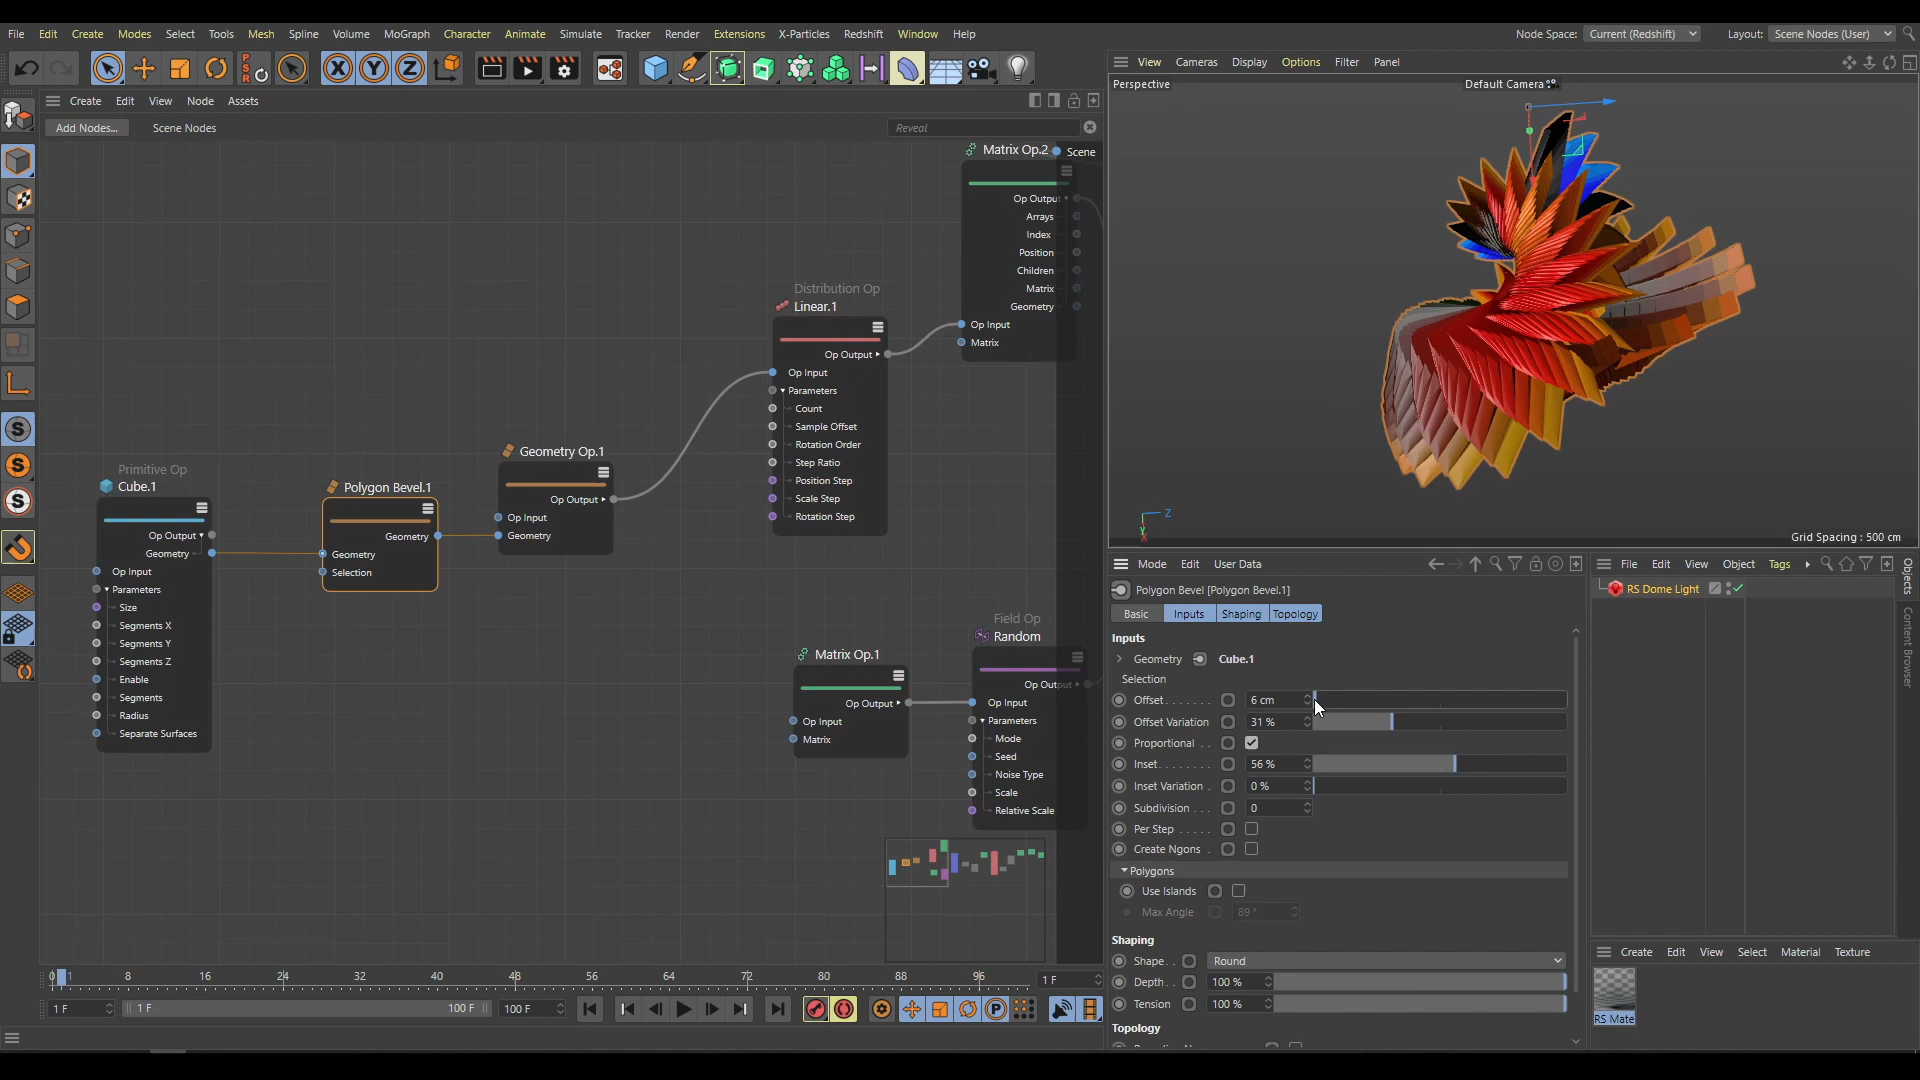 File Edit Create Modes Select Tools Mesh Spline Volume MoGraph Character Animate Simulate Tracker Render Redshift Extensions X-Particles Redshift Window Help
Node Space: Current (Redshift) Layout: Scene Nodes (User)
X Y Z
PSR
Create Edit View Node Assets
Add Nodes... Scene Nodes Reveal
View Cameras Display Options Filter Panel
Perspective Default Camera
Matrix Op.2 Scene
Op Output
Arrays
Index
Position
Children
Matrix
Geometry
Op Input
Matrix
Distribution Op
Linear.1
Op Output
Op Input
Parameters
Count
Sample Offset
Rotation Order
Step Ratio
Position Step
Scale Step
Rotation Step
Geometry Op.1
Op Output
Op Input
Geometry
Primitive Op
Cube.1
Op Output
Geometry
Op Input
Parameters
Size
Segments X
Segments Y
Segments Z
Enable
Segments
Radius
Separate Surfaces
Polygon Bevel.1
Geometry
Geometry
Selection
Matrix Op.1
Op Output
Op Input
Matrix
Field Op
Random
Op Output
Op Input
Parameters
Mode
Seed
Noise Type
Scale
Relative Scale
Z
Y
X
Grid Spacing : 500 cm
Mode Edit User Data
Polygon Bevel [Polygon Bevel.1]
Basic Inputs Shaping Topology
Inputs
Geometry Cube.1
Selection
Offset 6 cm
Offset Variation 31 %
Proportional
Inset 56 %
Inset Variation 0 %
Subdivision 0
Per Step
Create Ngons
Polygons
Use Islands
Max Angle 89 °
Shaping
Shape Round
Depth 100 %
Tension 100 %
Topology
File Edit View Object Tags
RS Dome Light
Objects
Content Browser
Create Edit View Select Material Texture
RS Mate
0 1 8 16 24 32 40 48 56 64 72 80 88 96 1 F
1 F 1 F 100 F 100 F
P